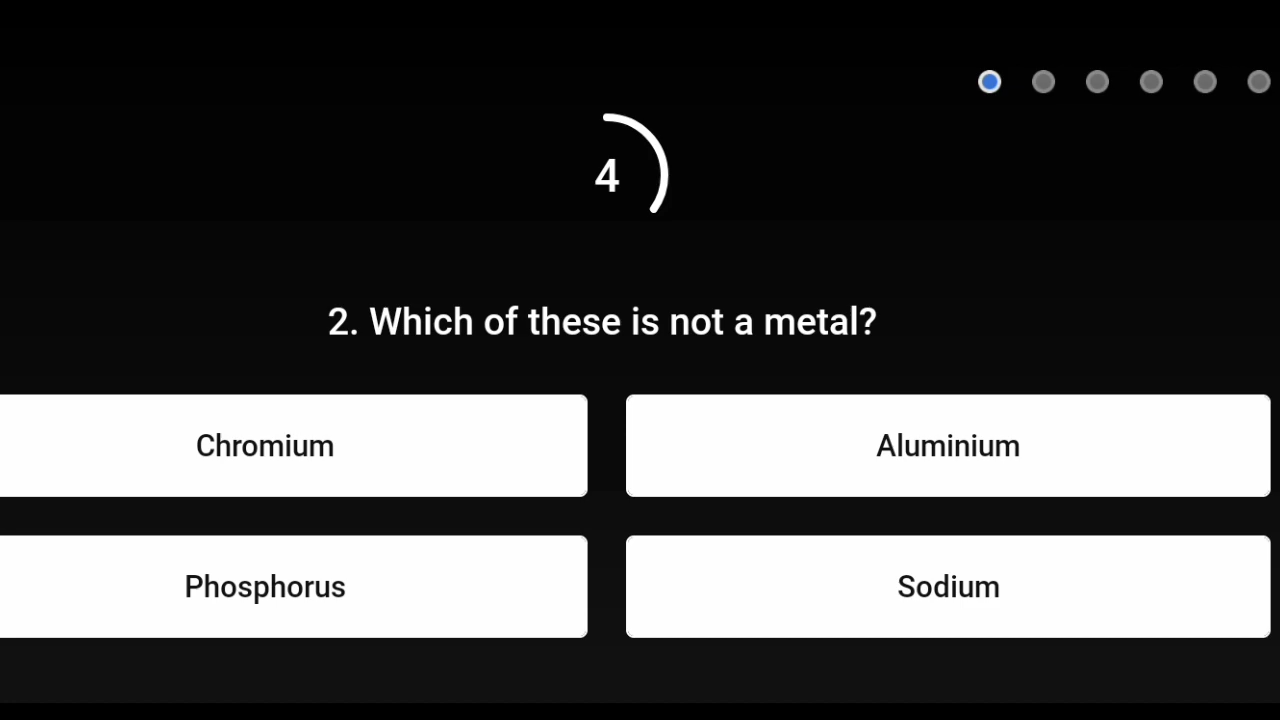 4
2. Which of these is not a metal?
Chromium
Aluminium
Phosphorus
Sodium